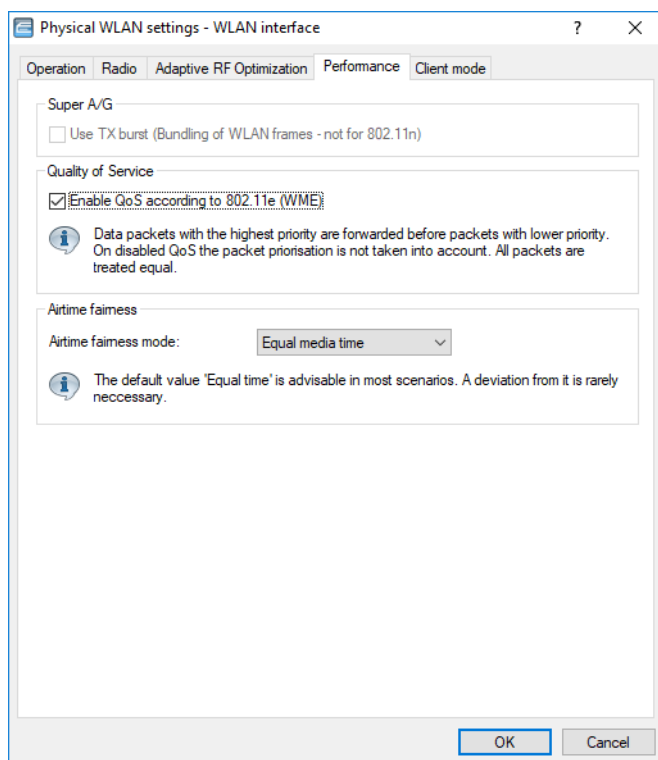 Physical WLAN settings - WLAN interface
Operation
Radio
Adaptive RF Optimization
Performance
Client mode
Super A/G
Use TX burst (Bundling of WLAN frames - not for 802.11n)
Quality of Service
Enable QoS according to 802.11e (WME)
Data packets with the highest priority are forwarded before packets with lower priority.
On disabled QoS the packet priorisation is not taken into account. All packets are
treated equal.
Airtime fairness
Airtime fairness mode:
Equal media time
The default value 'Equal time' is advisable in most scenarios. A deviation from it is rarely
neccessary.
OK
Cancel